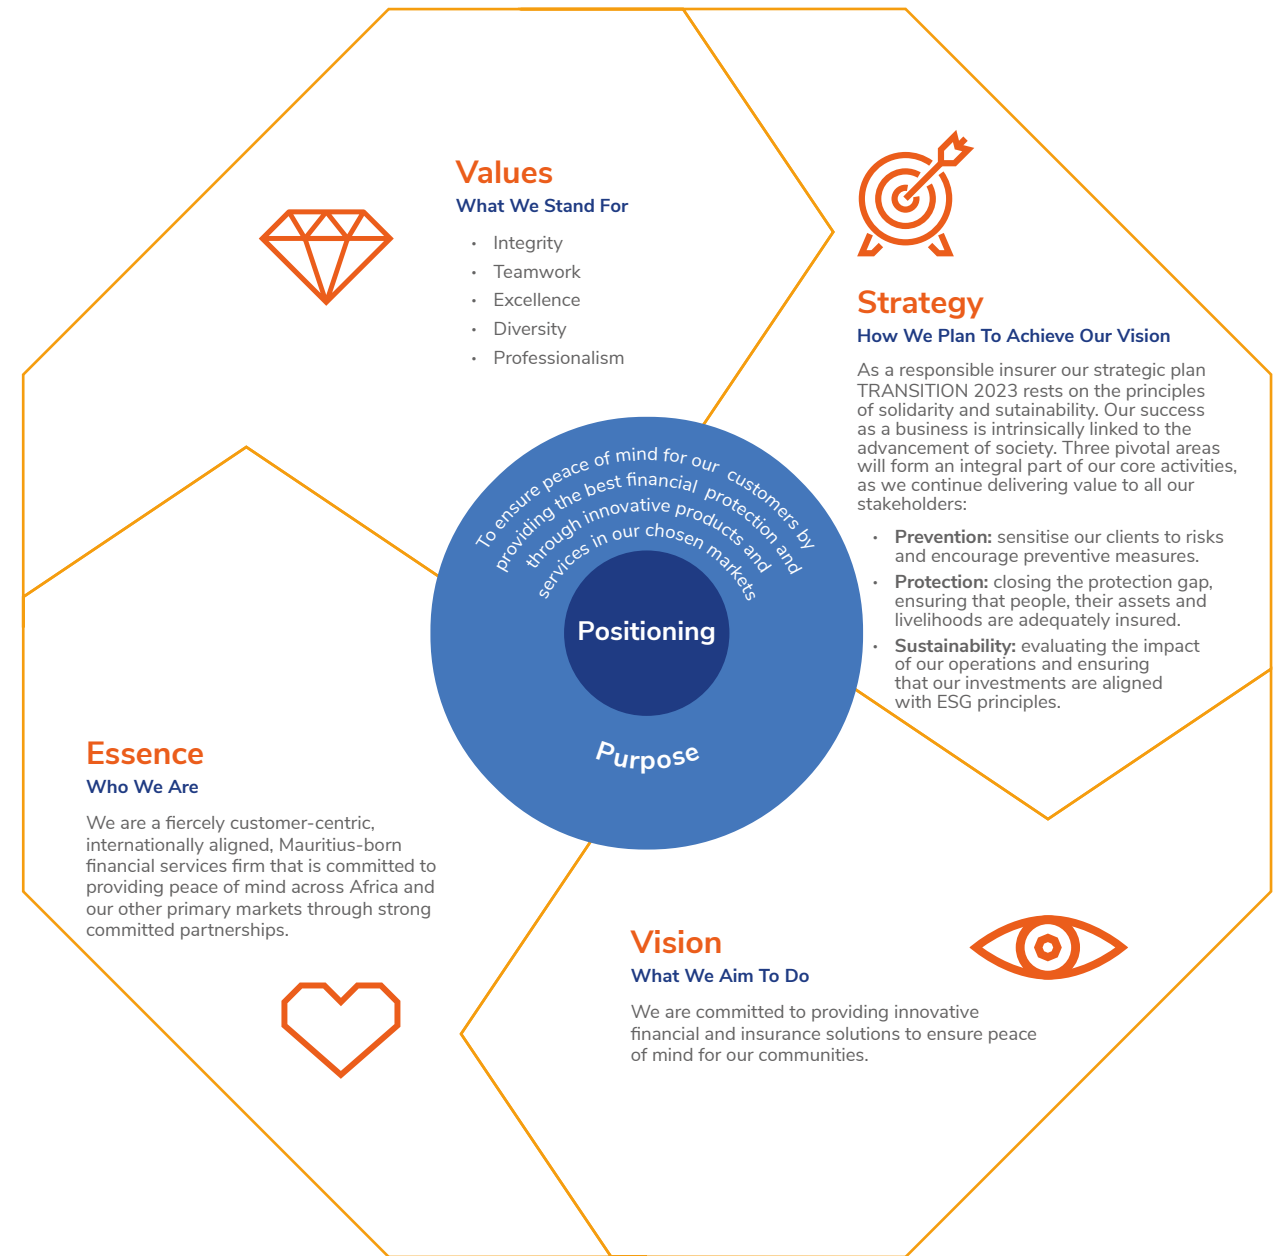 Values
What We Stand For
• Integrity
• Teamwork
• Excellence
• Diversity
• Professionalism
Strategy
How We Plan To Achieve Our Vision
As a responsible insurer our strategic plan
TRANSITION 2023 rests on the principles
of solidarity and sutainability. Our success
as a business is intrinsically linked to the
advancement of society. Three pivotal areas
will form an integral part of our core activities,
as we continue delivering value to all our
stakeholders:
• Prevention: sensitise our clients to risks
and encourage preventive measures.
• Protection: closing the protection gap,
ensuring that people, their assets and
livelihoods are adequately insured.
• Sustainability: evaluating the impact
of our operations and ensuring
that our investments are aligned
with ESG principles.
To ensure peace of mind for our customers by
providing the best financial protection and
through innovative products and
services in our chosen markets
Positioning
Purpose
Essence
Who We Are
We are a fiercely customer-centric,
internationally aligned, Mauritius-born
financial services firm that is committed to
providing peace of mind across Africa and
our other primary markets through strong
committed partnerships.
Vision
What We Aim To Do
We are committed to providing innovative
financial and insurance solutions to ensure peace
of mind for our communities.